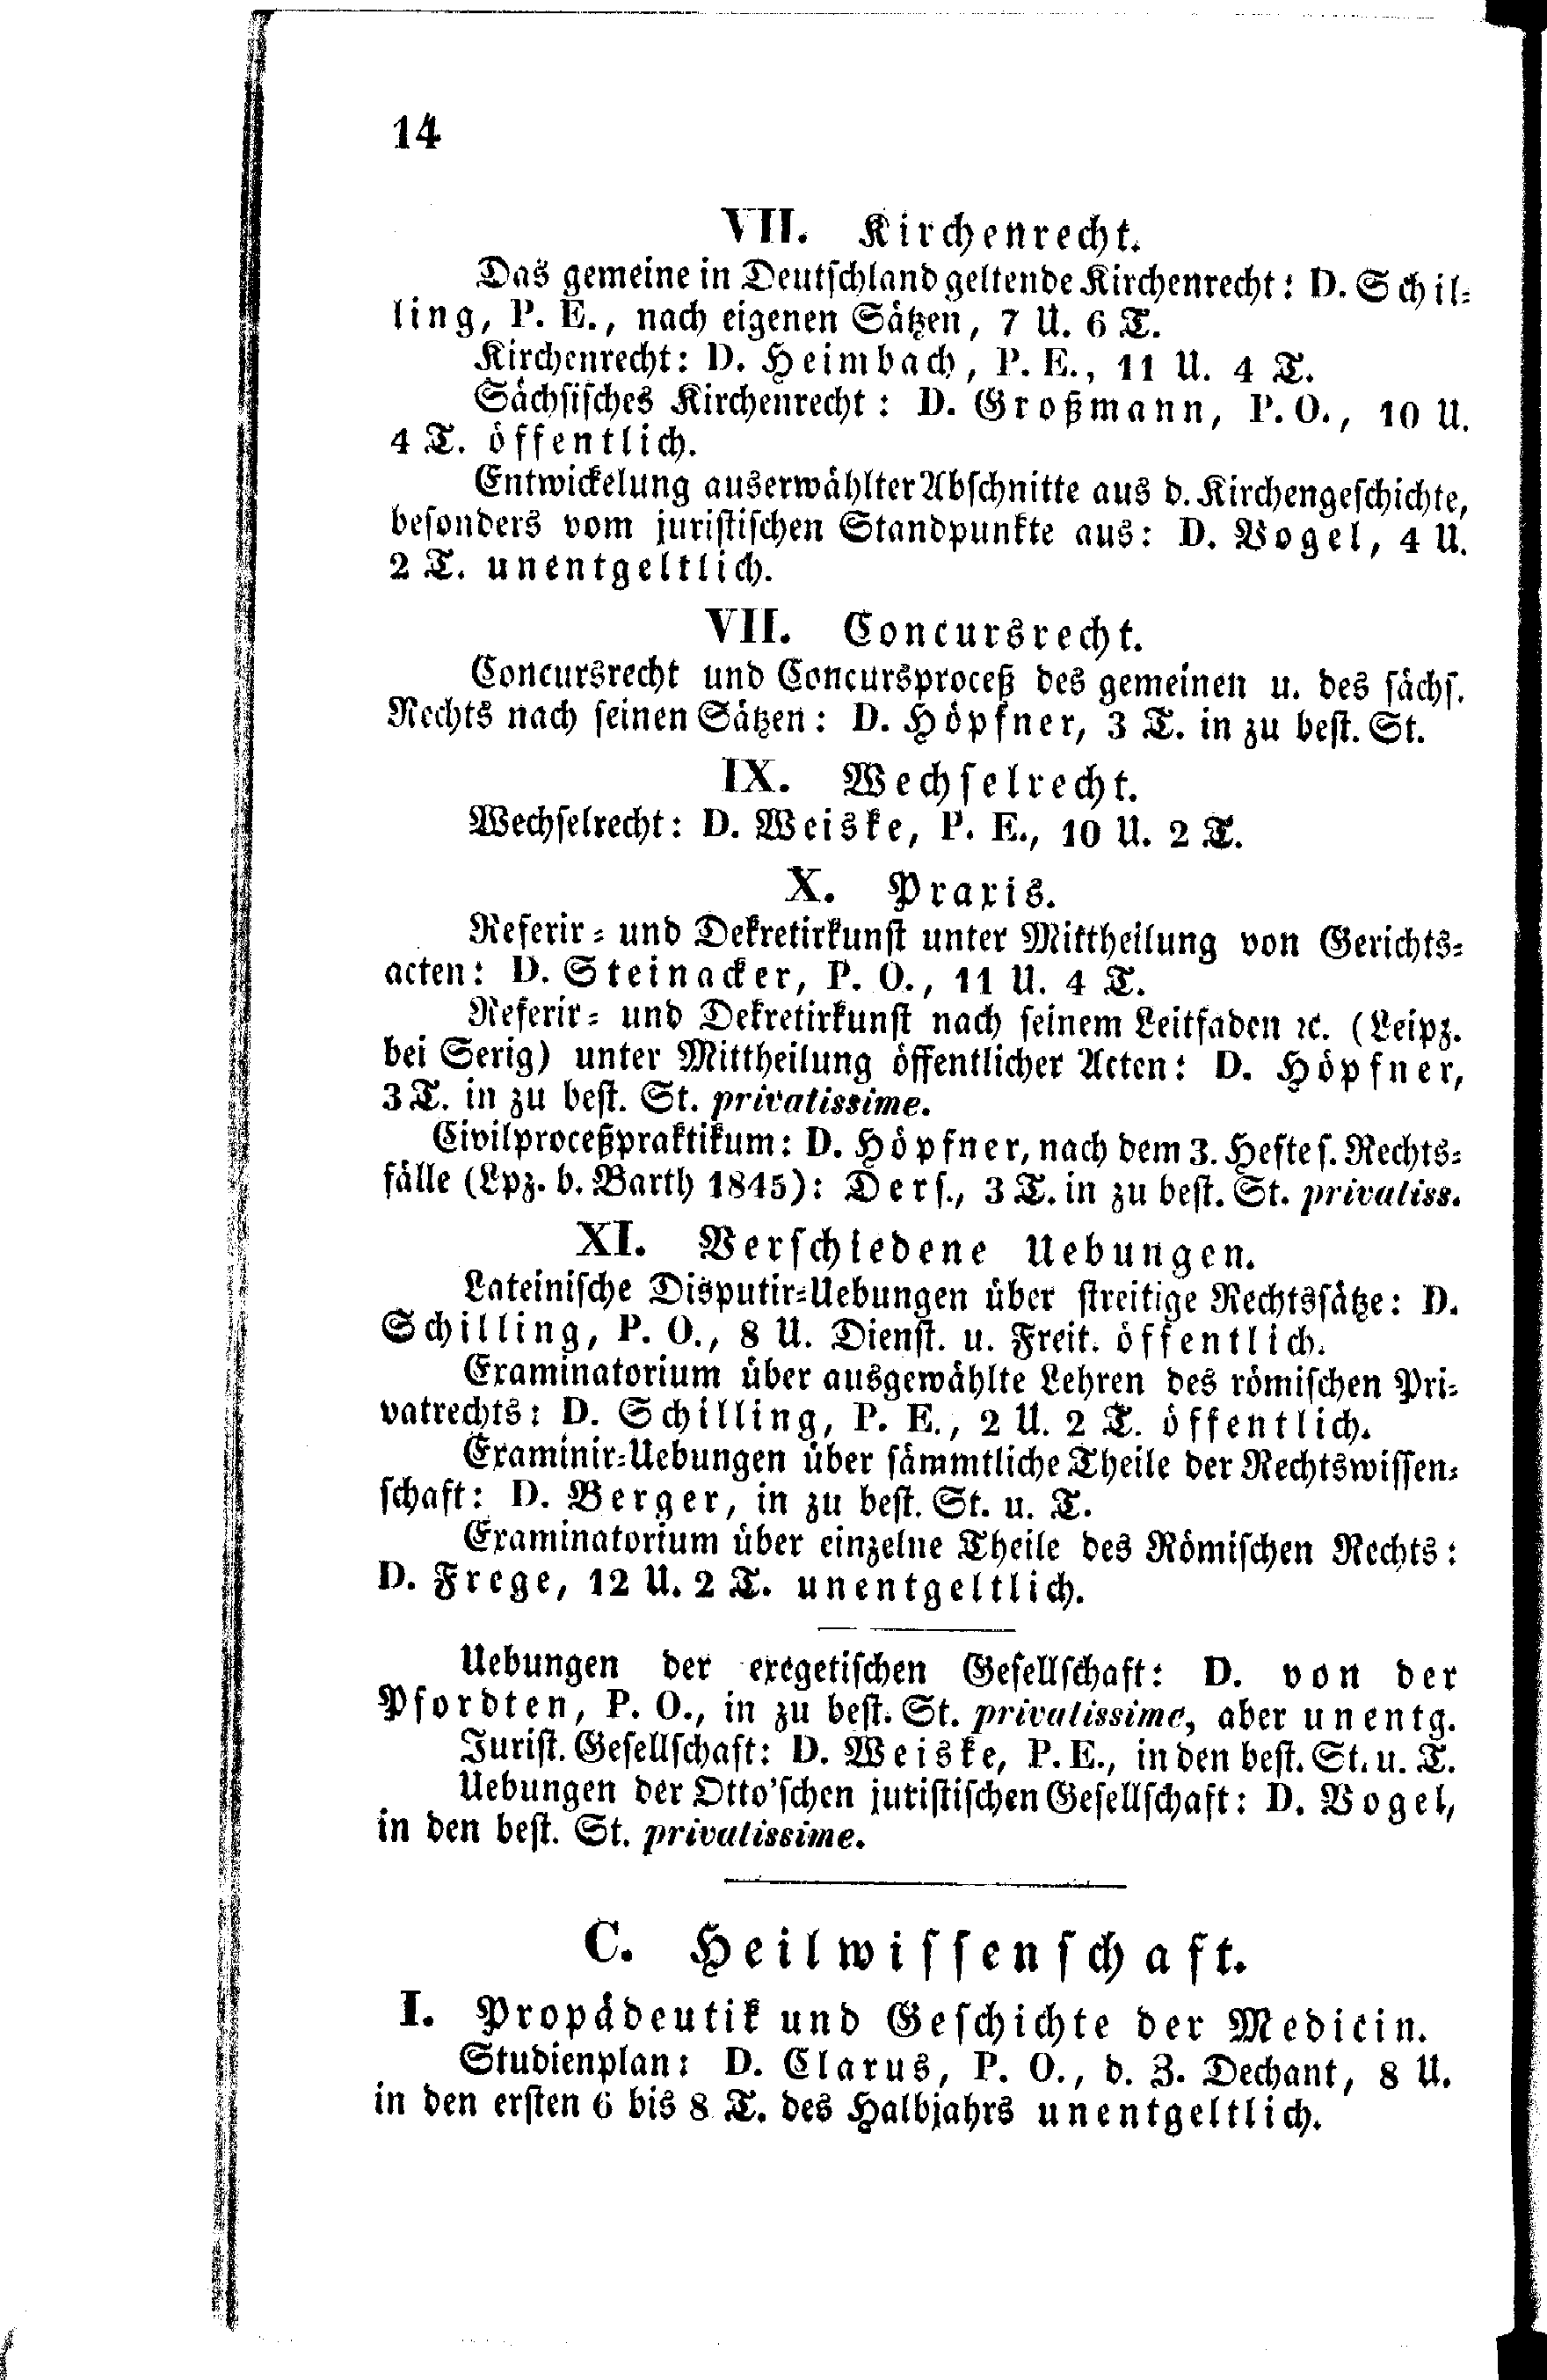 14
VII. Kirchenrecht.
Das gemeine in Deutschland geltende Kirchenrecht: D. Schil-
ling, P. E., nach eigenen Sätzen, 7 U. 6 T.
Kirchenrecht: D. Heimbach, P. E., 11 U. 4 T.
Sächsisches Kirchenrecht: D. Großmann, P. O., 10 U.
4 T. öffentlich.
Entwickelung auserwählter Abschnitte aus d. Kirchengeschichte,
besonders vom juristischen Standpunkte aus: D. Vogel, 4 U.
2 T. unentgeltlich.
VII. Concursrecht.
Concursrecht und Concursproceß des gemeinen u. des sächs.
Rechts nach seinen Sätzen: D. Höpfner, 3 T. in zu best. St.
IX. Wechselrecht.
Wechselrecht: D. Weiske, P. E., 10 U. 2 T.
X. Praxis.
Referir- und Dekretirkunst unter Mittheilung von Gerichts-
acten: D. Steinacker, P. O., 11 U. 4 T.
Referir- und Dekretirkunst nach seinem Leitfaden ꝛc. (Leipz.
bei Serig) unter Mittheilung öffentlicher Acten: D. Höpfner,
3 T. in zu best. St. privatissime.
Civilproceßpraktikum: D. Höpfner, nach dem 3. Hefte s. Rechts-
fälle (Lpz. b. Barth 1845): Ders., 3 T. in zu best. St. privatiss.
XI. Verschiedene Uebungen.
Lateinische Disputir-Uebungen über streitige Rechtssätze: D.
Schilling, P. O., 8 U. Dienst. u. Freit. öffentlich.
Examinatorium über ausgewählte Lehren des römischen Pri-
vatrechts: D. Schilling, P. E., 2 U. 2 T. öffentlich.
Examinir-Uebungen über sämmtliche Theile der Rechtswissen-
schaft: D. Berger, in zu best. St. u. T.
Examinatorium über einzelne Theile des Römischen Rechts:
D. Frege, 12 U. 2 T. unentgeltlich.
Uebungen der exegetischen Gesellschaft: D. von der
Pfordten, P. O., in zu best. St. privatissime, aber unentg.
Jurist. Gesellschaft: D. Weiske, P. E., in den best. St. u. T.
Uebungen der Otto'schen juristischen Gesellschaft: D. Vogel,
in den best. St. privatissime.
C. Heilwissenschaft.
I. Propädeutik und Geschichte der Medicin.
Studienplan: D. Clarus, P. O., d. Z. Dechant, 8 U.
in den ersten 6 bis 8 T. des Halbjahrs unentgeltlich.